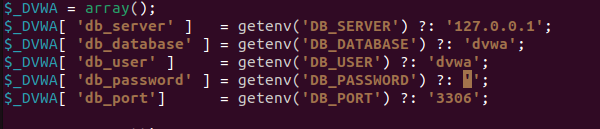 $_DVWA = array();
$_DVWA[ 'db_server' ]   = getenv('DB_SERVER') ?: '127.0.0.1';
$_DVWA[ 'db_database' ] = getenv('DB_DATABASE') ?: 'dvwa';
$_DVWA[ 'db_user' ]     = getenv('DB_USER') ?: 'dvwa';
$_DVWA[ 'db_password' ] = getenv('DB_PASSWORD') ?: '';
$_DVWA[ 'db_port']      = getenv('DB_PORT') ?: '3306';